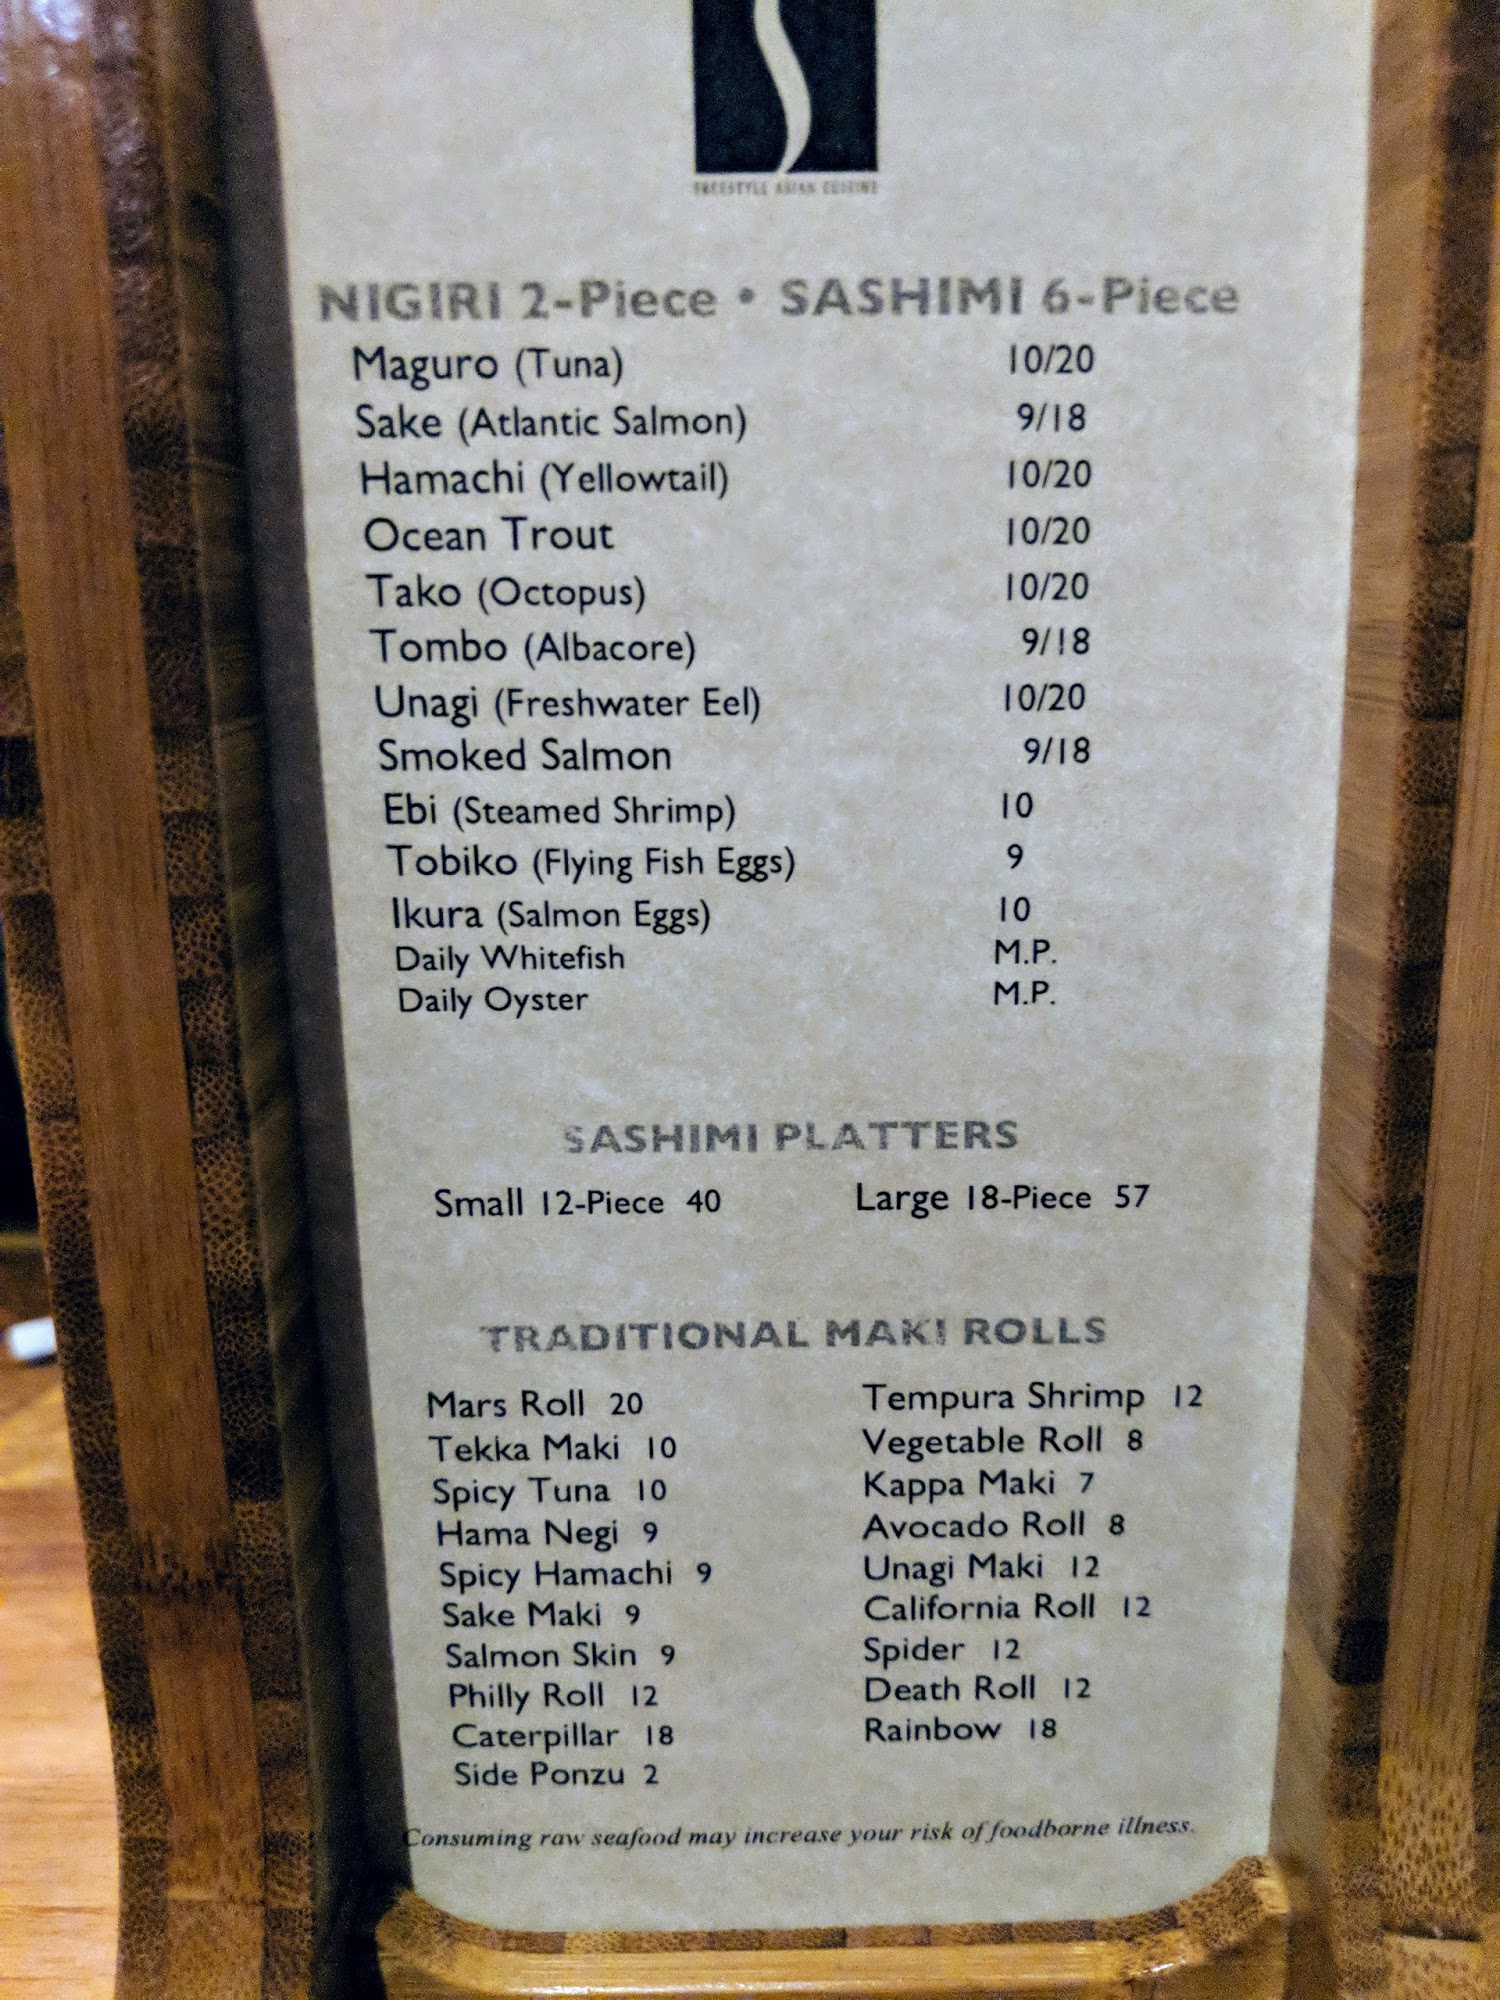 FREESTYLE ASIAN CUISINE
NIGIRI 2-Piece • SASHIMI 6-Piece
Maguro (Tuna) 10/20
Sake (Atlantic Salmon) 9/18
Hamachi (Yellowtail) 10/20
Ocean Trout 10/20
Tako (Octopus) 10/20
Tombo (Albacore) 9/18
Unagi (Freshwater Eel) 10/20
Smoked Salmon 9/18
Ebi (Steamed Shrimp) 10
Tobiko (Flying Fish Eggs) 9
Ikura (Salmon Eggs) 10
Daily Whitefish M.P.
Daily Oyster M.P.
SASHIMI PLATTERS
Small 12-Piece 40 Large 18-Piece 57
TRADITIONAL MAKI ROLLS
Mars Roll 20
Tekka Maki 10
Spicy Tuna 10
Hama Negi 9
Spicy Hamachi 9
Sake Maki 9
Salmon Skin 9
Philly Roll 12
Caterpillar 18
Side Ponzu 2
Tempura Shrimp 12
Vegetable Roll 8
Kappa Maki 7
Avocado Roll 8
Unagi Maki 12
California Roll 12
Spider 12
Death Roll 12
Rainbow 18
Consuming raw seafood may increase your risk of foodborne illness.